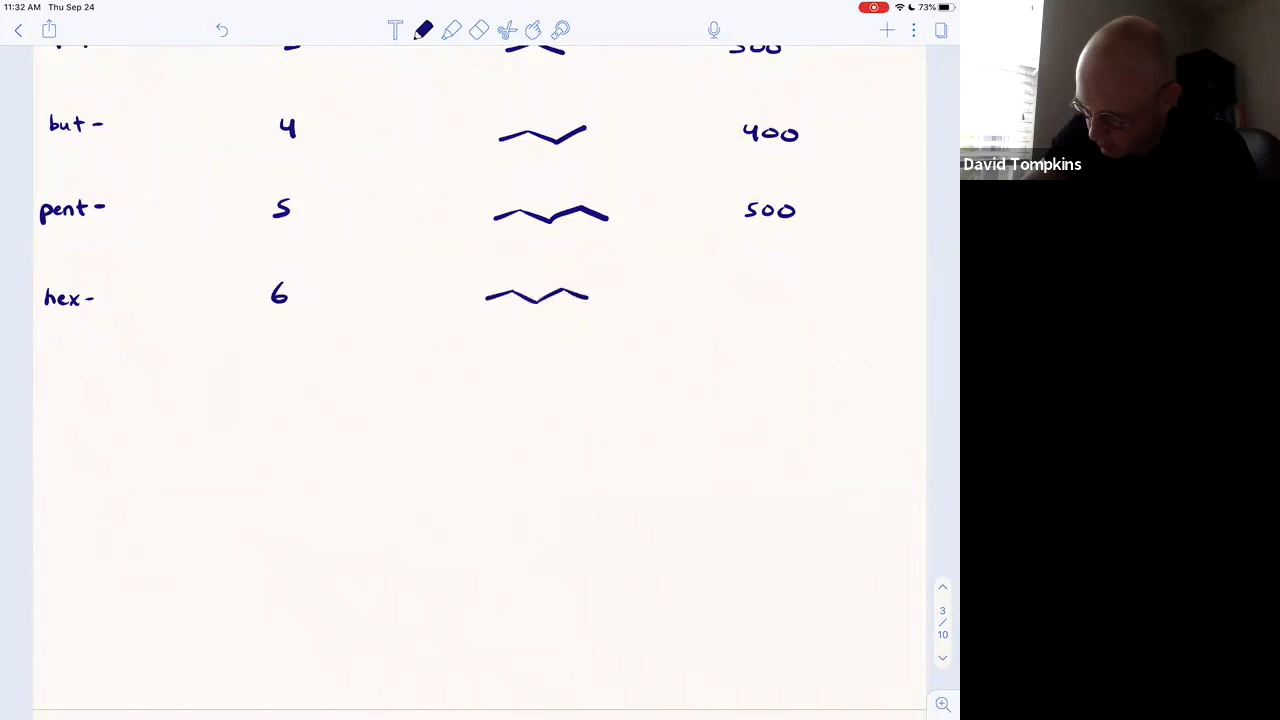 11:32 AM Thu Sep 24 73%
T
300
but - 4 400
pent - 5 500
hex - 6
3
/
10
David Tompkins